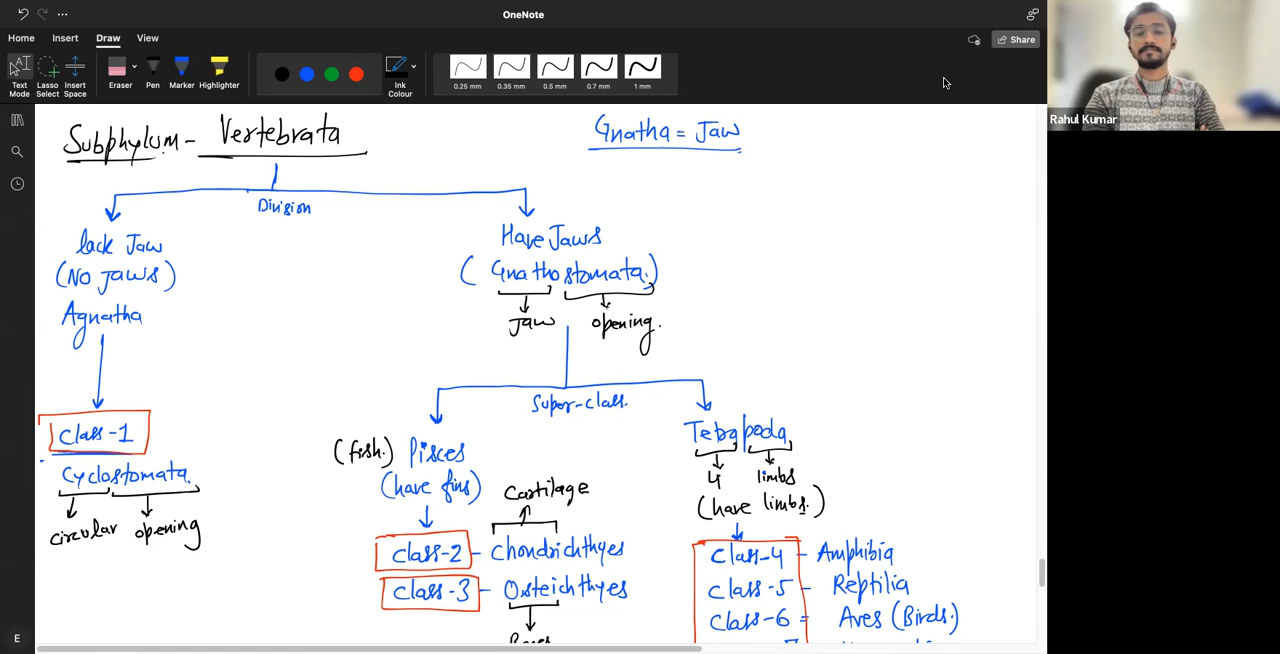 OneNote
Home Insert Draw View
Share
Text Mode
Lasso Select
Insert Space
Eraser
Pen
Marker
Highlighter
Ink Colour
0.25 mm
0.35 mm
0.5 mm
0.7 mm
1 mm
Rahul Kumar
Subphylum - Vertebrata
Gnatha = Jaw
Division
lack Jaw
(NO JAWS)
Agnatha
Have Jaws
(Gnathostomata.)
Jaw
opening.
Super-class.
class-1
Cyclostomata.
circular
opening
(fish.) Pisces
(have fins)
Cartilage
class-2 - Chondrichthyes
class-3 - Osteichthyes
Tetrapoda
4
limbs
(have limbs.)
class-4 - Amphibia
class-5 - Reptilia
class-6 = Aves (Birds.)
E